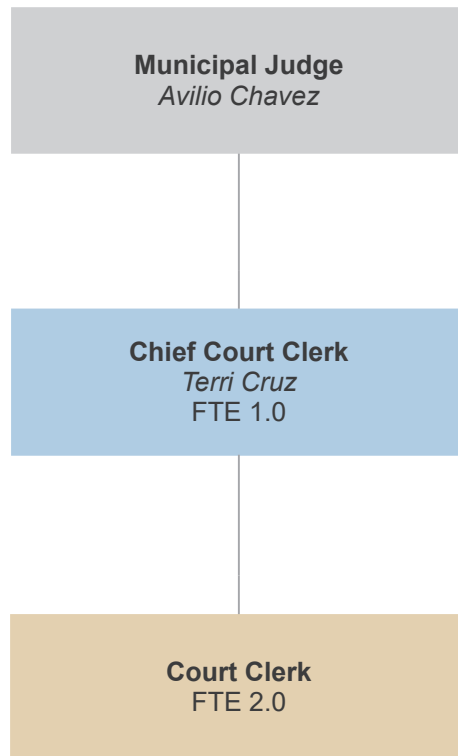 Municipal Judge
Avilio Chavez
Chief Court Clerk
Terri Cruz
FTE 1.0
Court Clerk
FTE 2.0